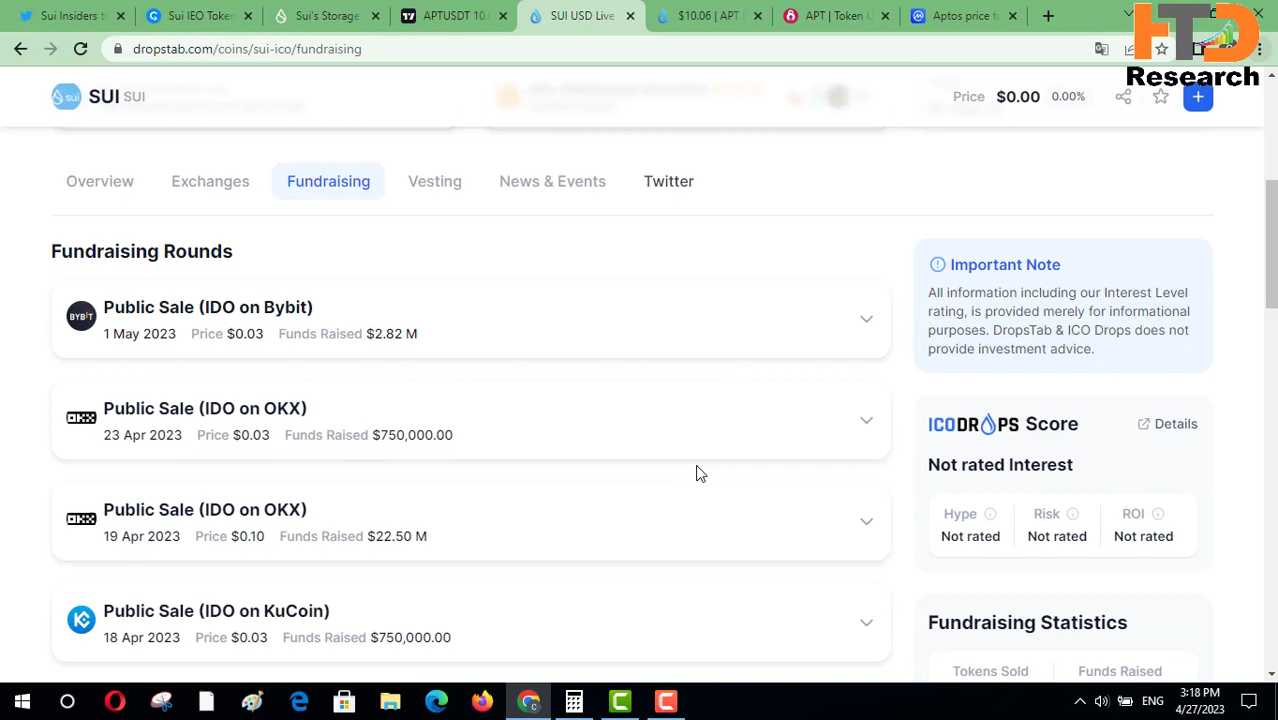 Sui Insiders to
Sui IEO Token
Sui's Storage
APTUSDT 10.
SUI USD Live
$10.06 | APT
APT | Token U
Aptos price to
HTD
Research
dropstab.com/coins/sui-ico/fundraising
SUI SUI
Price $0.00 0.00%
Overview
Exchanges
Fundraising
Vesting
News & Events
Twitter
Fundraising Rounds
Public Sale (IDO on Bybit)
1 May 2023 Price $0.03 Funds Raised $2.82 M
Public Sale (IDO on OKX)
23 Apr 2023 Price $0.03 Funds Raised $750,000.00
Public Sale (IDO on OKX)
19 Apr 2023 Price $0.10 Funds Raised $22.50 M
Public Sale (IDO on KuCoin)
18 Apr 2023 Price $0.03 Funds Raised $750,000.00
Important Note
All information including our Interest Level
rating, is provided merely for informational
purposes. DropsTab & ICO Drops does not
provide investment advice.
ICODROPS Score
Details
Not rated Interest
Hype Risk ROI
Not rated Not rated Not rated
Fundraising Statistics
Tokens Sold Funds Raised
ENG
3:18 PM
4/27/2023